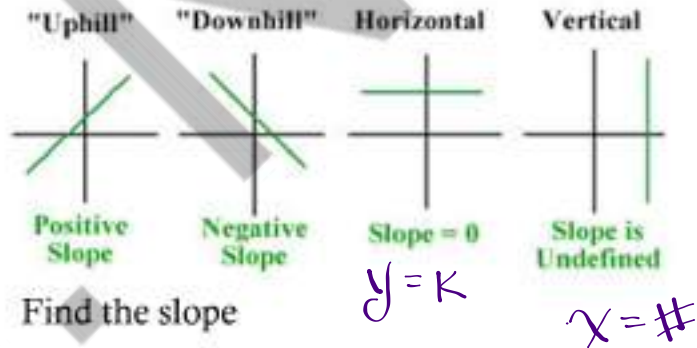 "Uphill" "Downhill" Horizontal Vertical
Positive Slope
Negative Slope
Slope = 0
Slope is Undefined
y = K
x = #
Find the slope